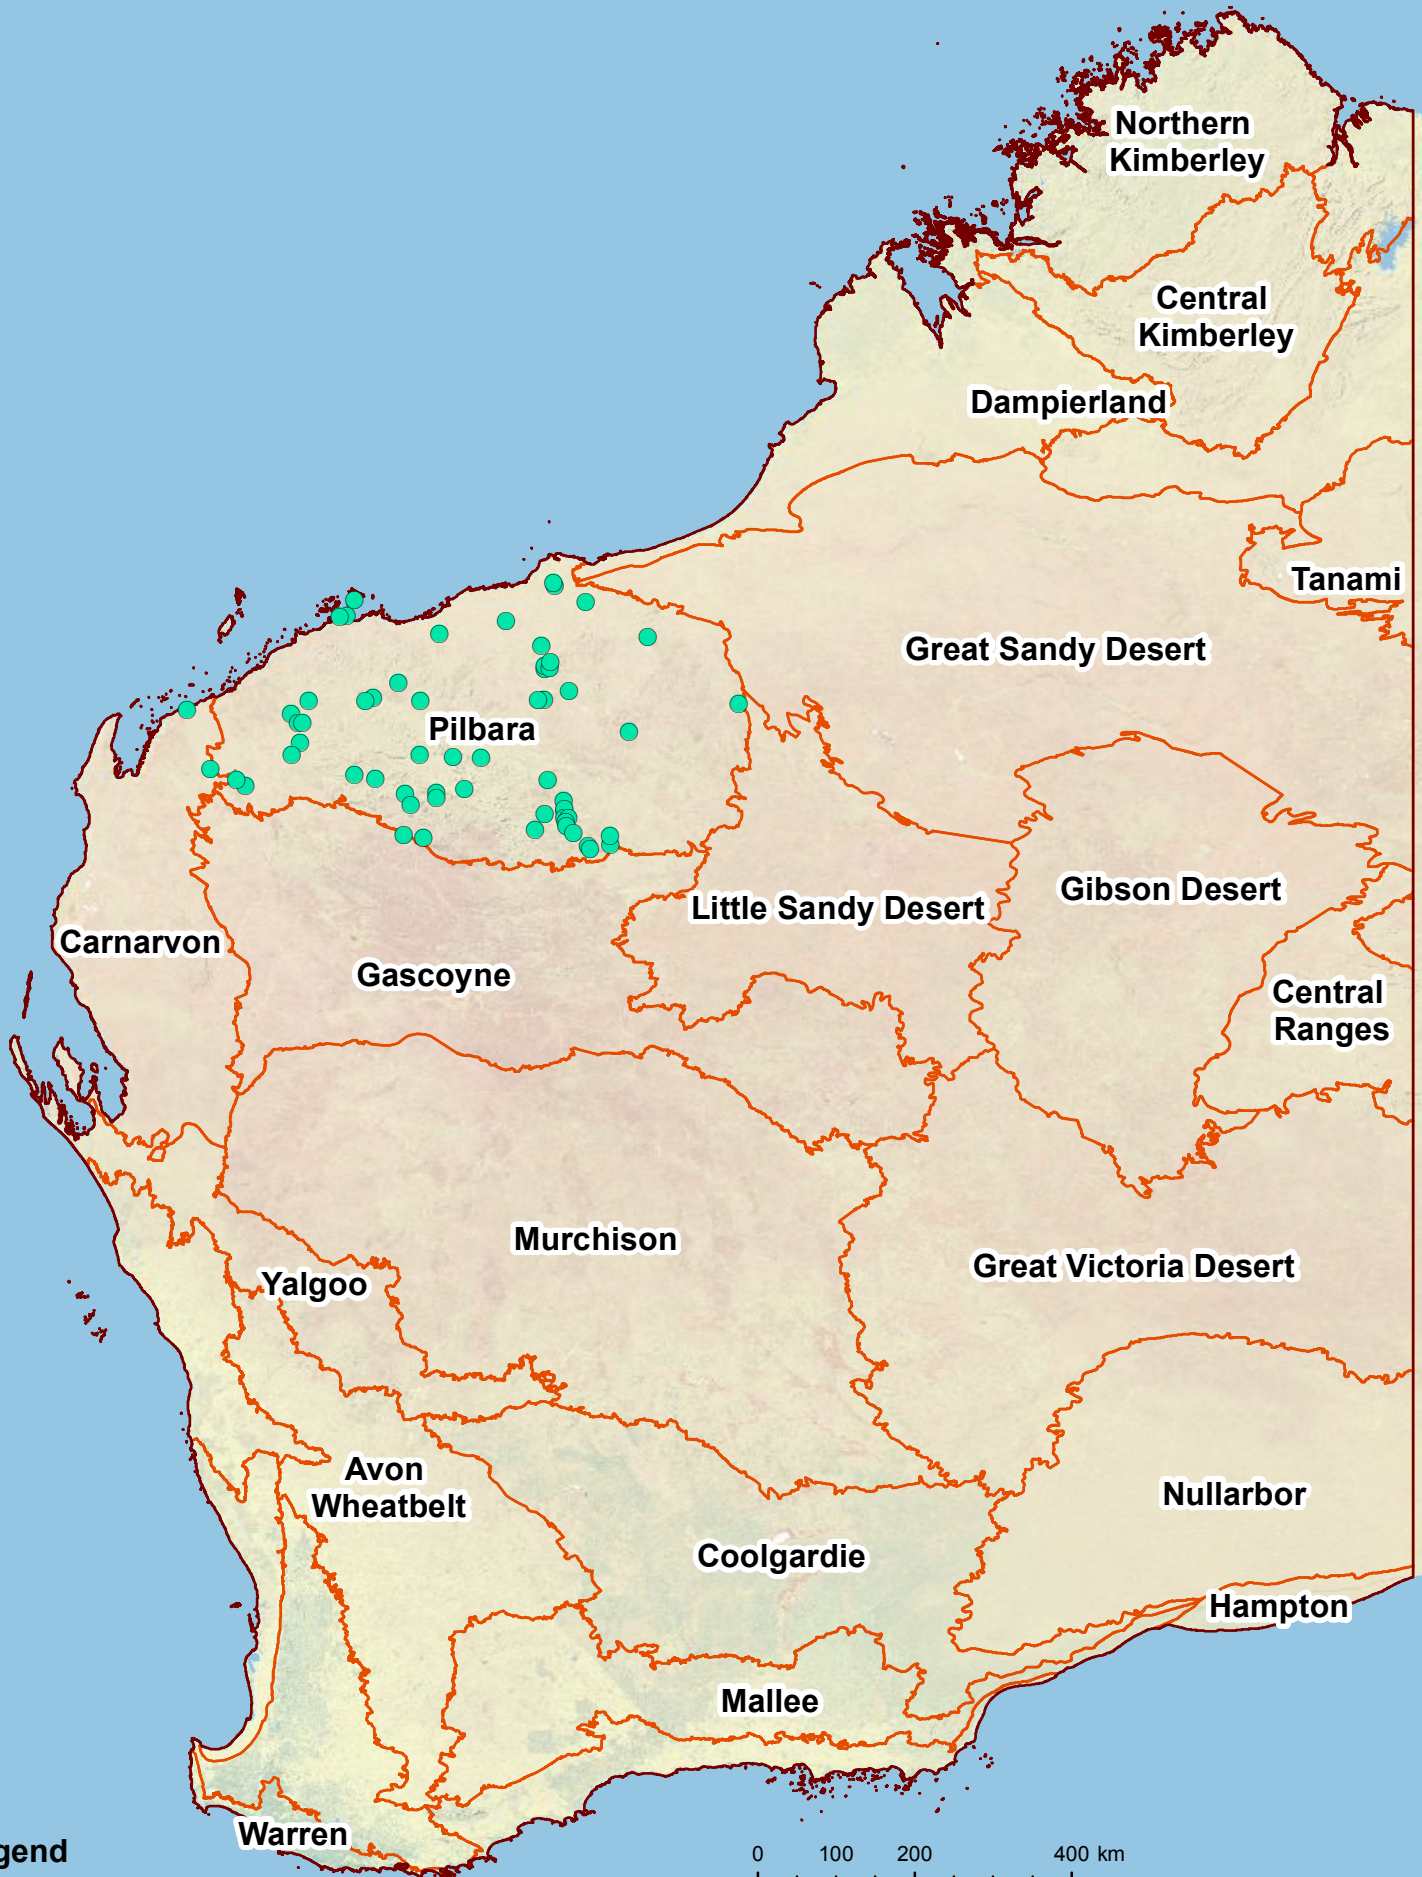 Northern
Kimberley
Central
Kimberley
Dampierland
Tanami
Great Sandy Desert
Pilbara
Gibson Desert
Little Sandy Desert
Carnarvon
Gascoyne
Central
Ranges
Murchison
Great Victoria Desert
Yalgoo
Avon
Wheatbelt
Nullarbor
Coolgardie
Hampton
Mallee
Warren
gend
0 100 200 400 km